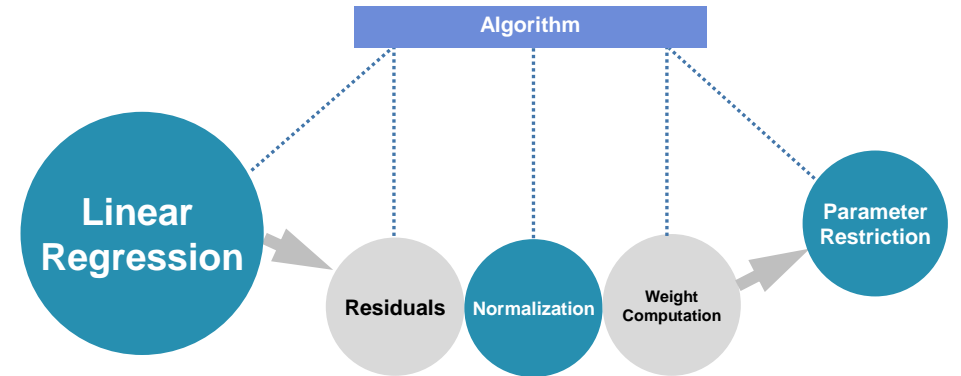 Algorithm
Linear
Regression
Residuals
Normalization
Weight
Computation
Parameter
Restriction